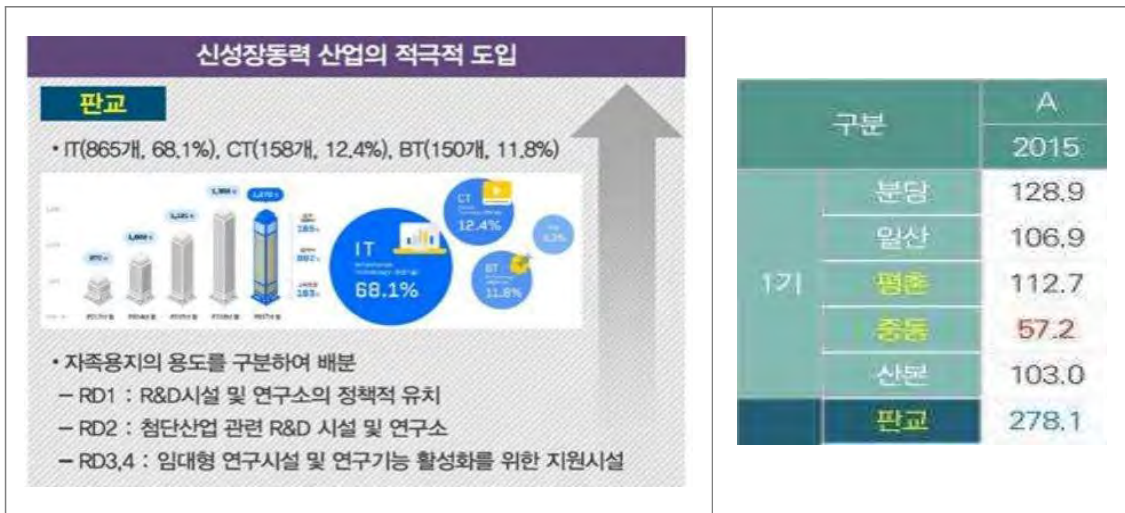 신성장동력 산업의 적극적 도입
판교
• IT(865개, 68.1%), CT(158개, 12.4%), BT(150개, 11.8%)
IT
68.1%
CT
12.4%
BT
11.8%
• 자족용지의 용도를 구분하여 배분
– RD1 : R&D시설 및 연구소의 정책적 유치
– RD2 : 첨단산업 관련 R&D 시설 및 연구소
– RD3,4 : 임대형 연구시설 및 연구기능 활성화를 위한 지원시설
구분 A
2015
1기
분당 128.9
일산 106.9
평촌 112.7
중동 57.2
산본 103.0
판교 278.1